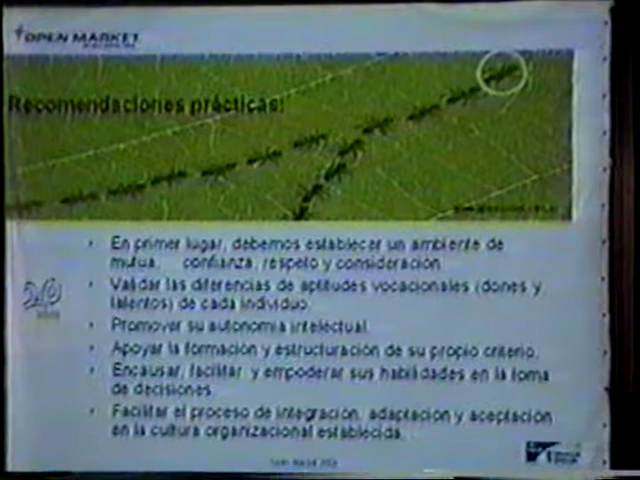 OPEN MARKET
Recomendaciones prácticas:
• En primer lugar, debemos establecer un ambiente de
mutua, confianza, respeto y consideración
• Validar las diferencias de aptitudes vocacionales (dones y
talentos) de cada individuo.
• Promover su autonomía intelectual.
• Apoyar la formación y estructuración de su propio criterio.
• Encausar, facilitar y empoderar sus habilidades en la toma
de decisiones.
• Facilitar el proceso de integración, adaptación y aceptación
en la cultura organizacional establecida.